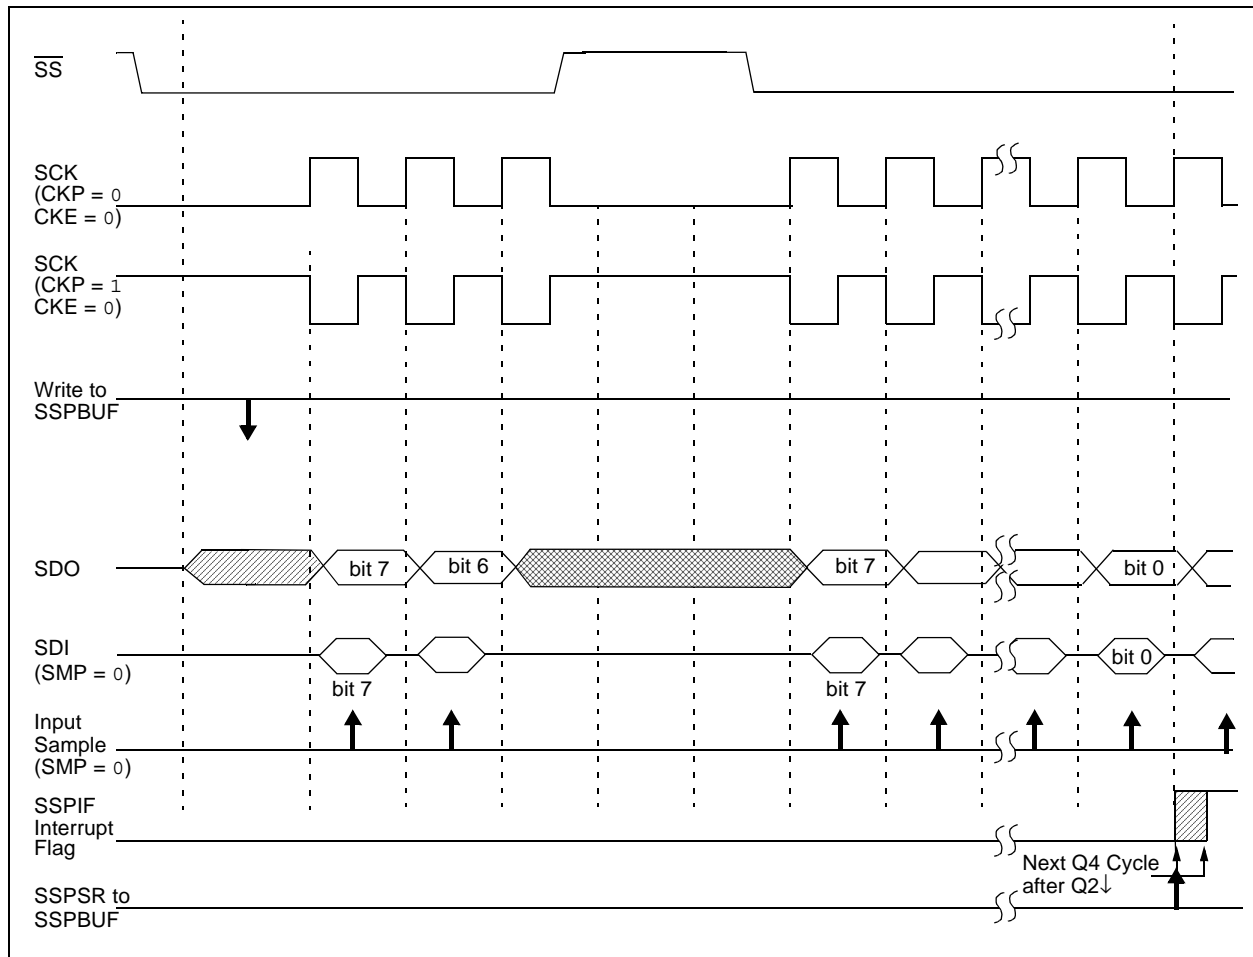 SS
SCK
(CKP = 0
CKE = 0)
SCK
(CKP = 1
CKE = 0)
Write to
SSPBUF
SDO
bit 7
bit 6
bit 7
bit 0
SDI
(SMP = 0)
bit 7
bit 7
bit 0
Input
Sample
(SMP = 0)
SSPIF
Interrupt
Flag
Next Q4 Cycle
after Q2↓
SSPSR to
SSPBUF